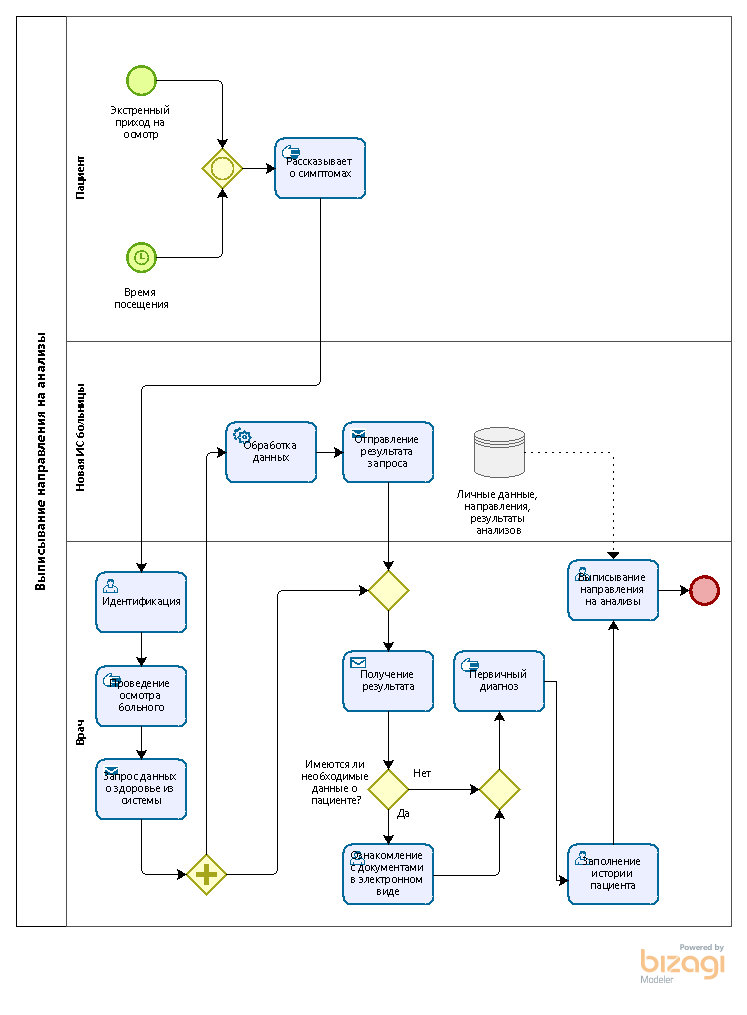 Выписывание направления на анализы
Пациент
Экстренный
приход на
осмотр
Рассказывает
о симптомах
Время
посещения
Новая ИС больницы
Обработка
данных
Отправление
результата
запроса
Личные данные,
направления,
результаты
анализов
Врач
Идентификация
Проведение
осмотра
больного
Запрос данных
о здоровье из
системы
Получение
результата
Имеются ли
необходимые
данные о
пациенте?
Нет
Да
Ознакомление
с документами
в электронном
виде
Первичный
диагноз
Выписывание
направления
на анализы
Заполнение
истории
пациента
Powered by
bizagi
Modeler